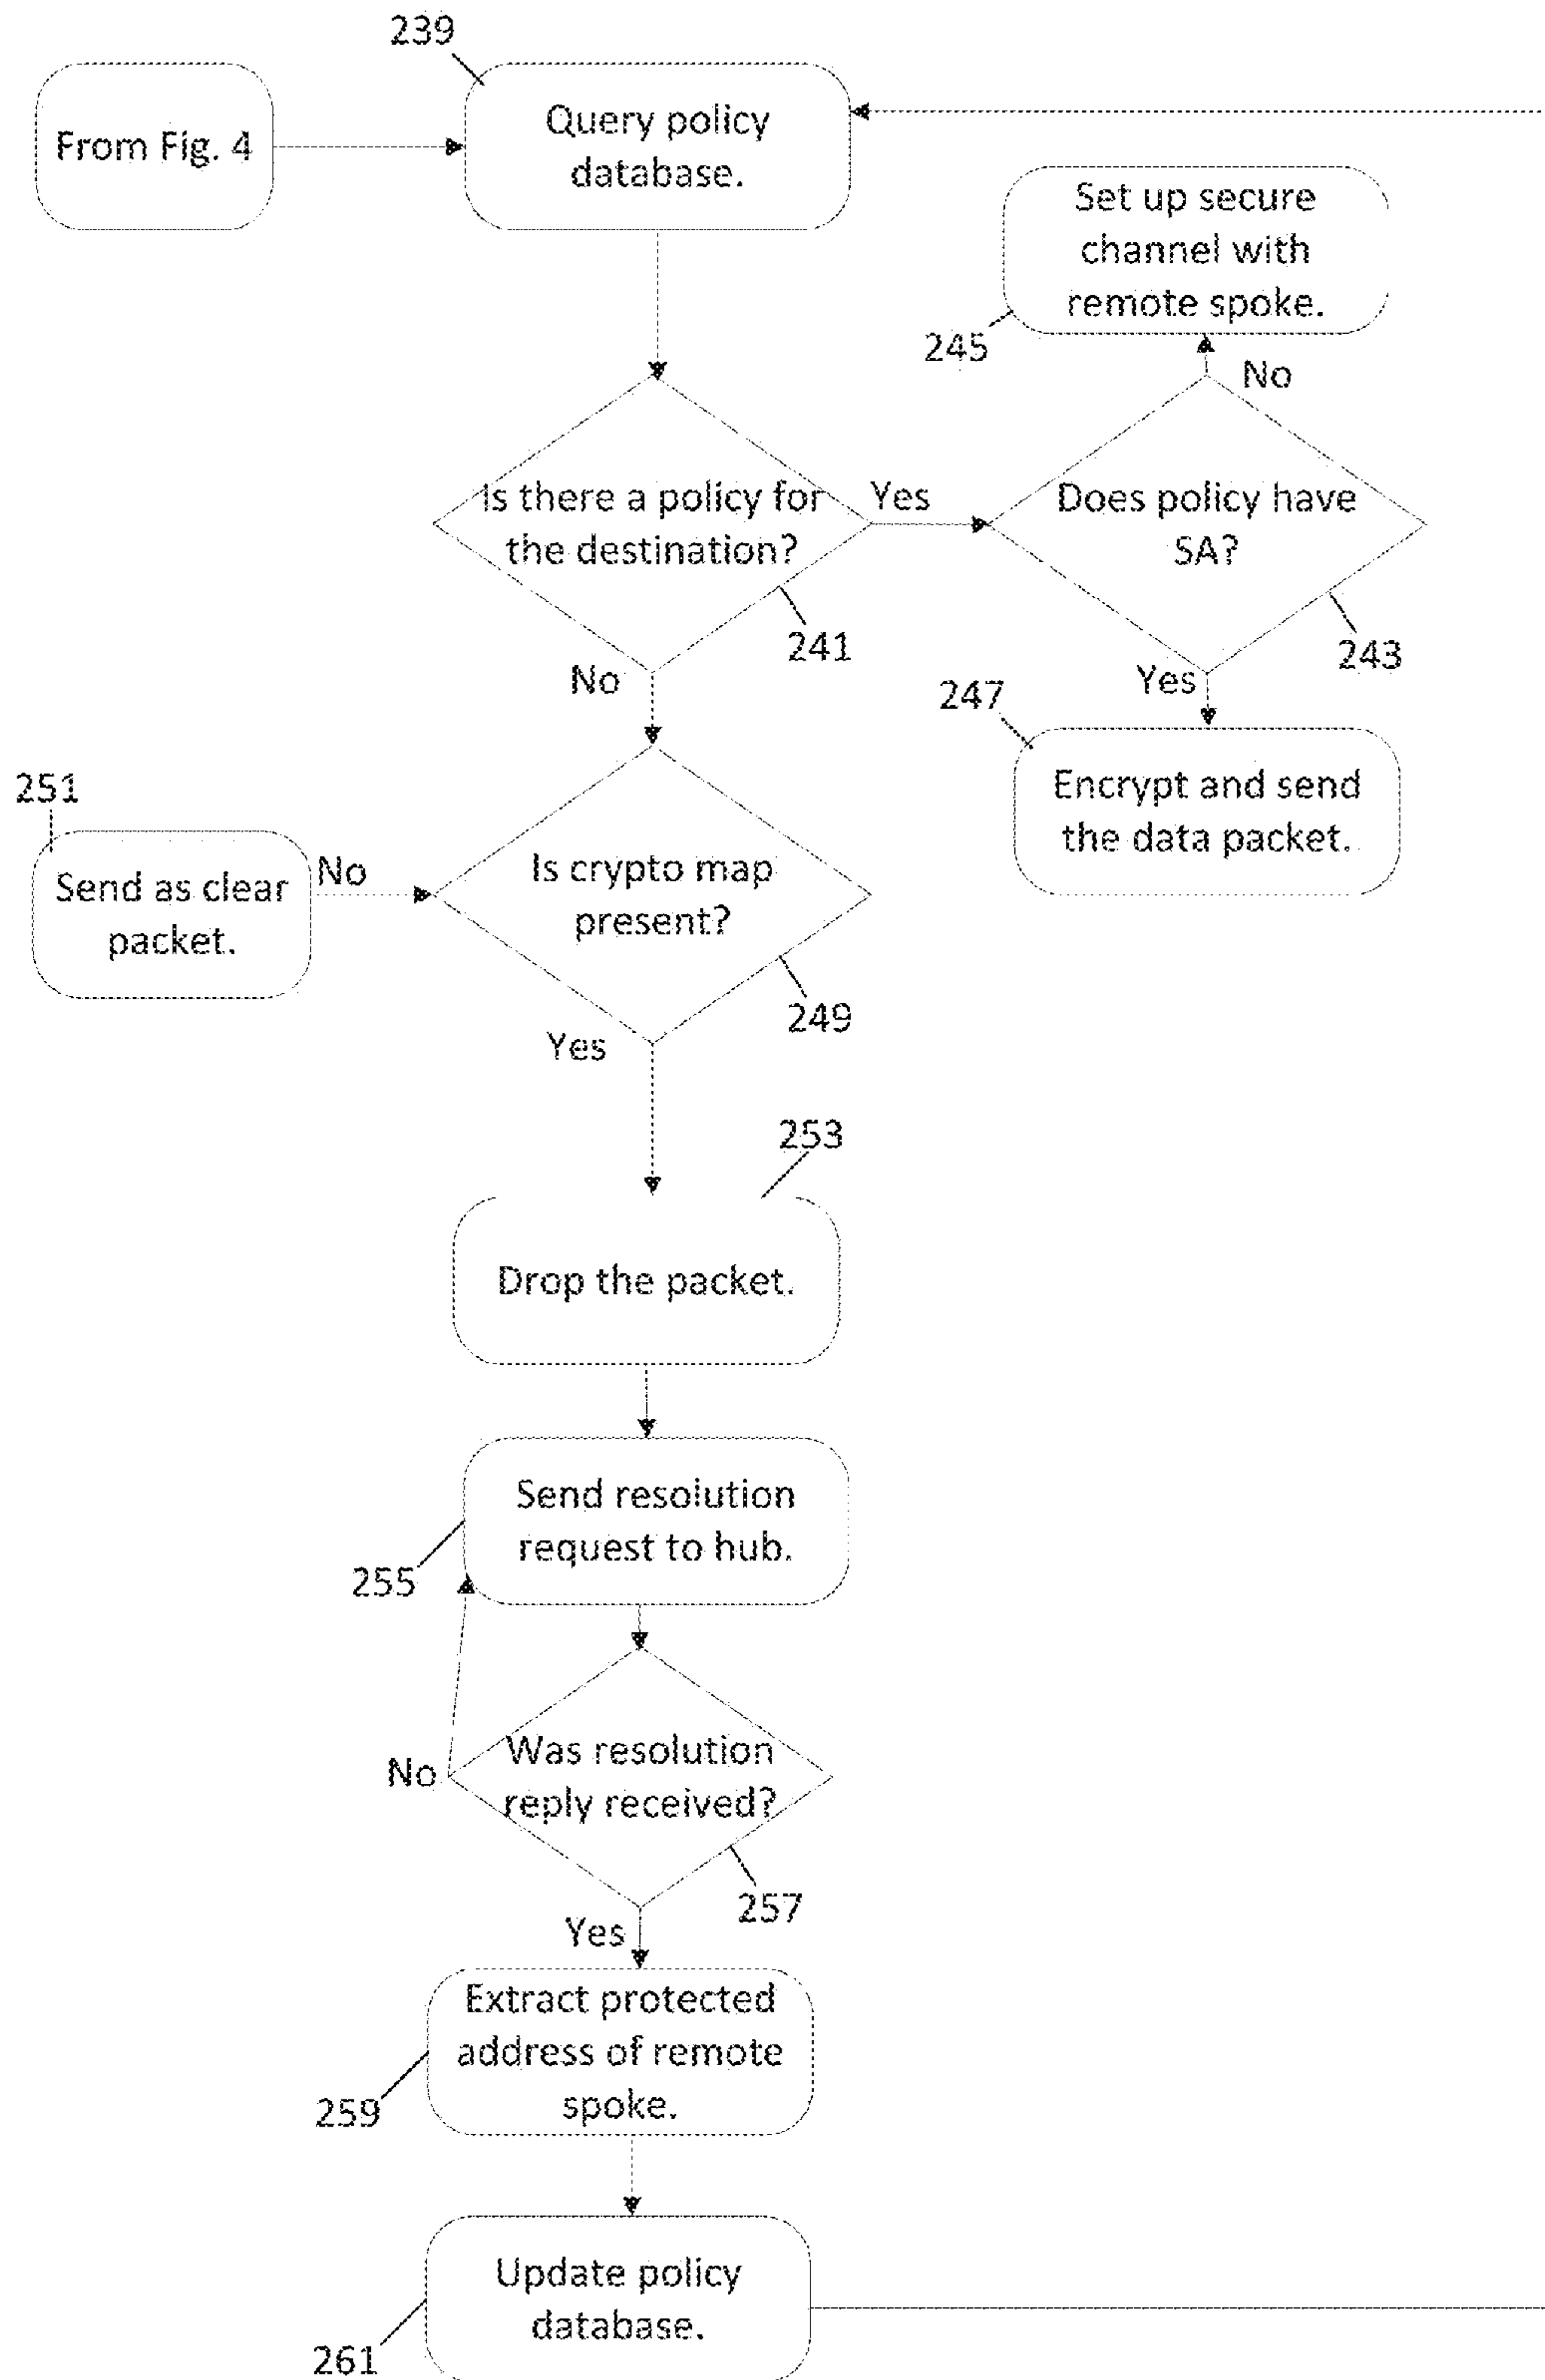 239
From Fig. 4
Query policy
database.
Set up secure
channel with
remote spoke.
245
No
Is there a policy for
the destination?
Yes
Does policy have
SA?
241
243
No
Yes
247
Encrypt and send
the data packet.
251
Send as clear
packet.
No
Is crypto map
present?
249
Yes
253
Drop the packet.
Send resolution
request to hub.
255
Was resolution
reply received?
No
257
Yes
Extract protected
address of remote
spoke.
259
Update policy
database.
261